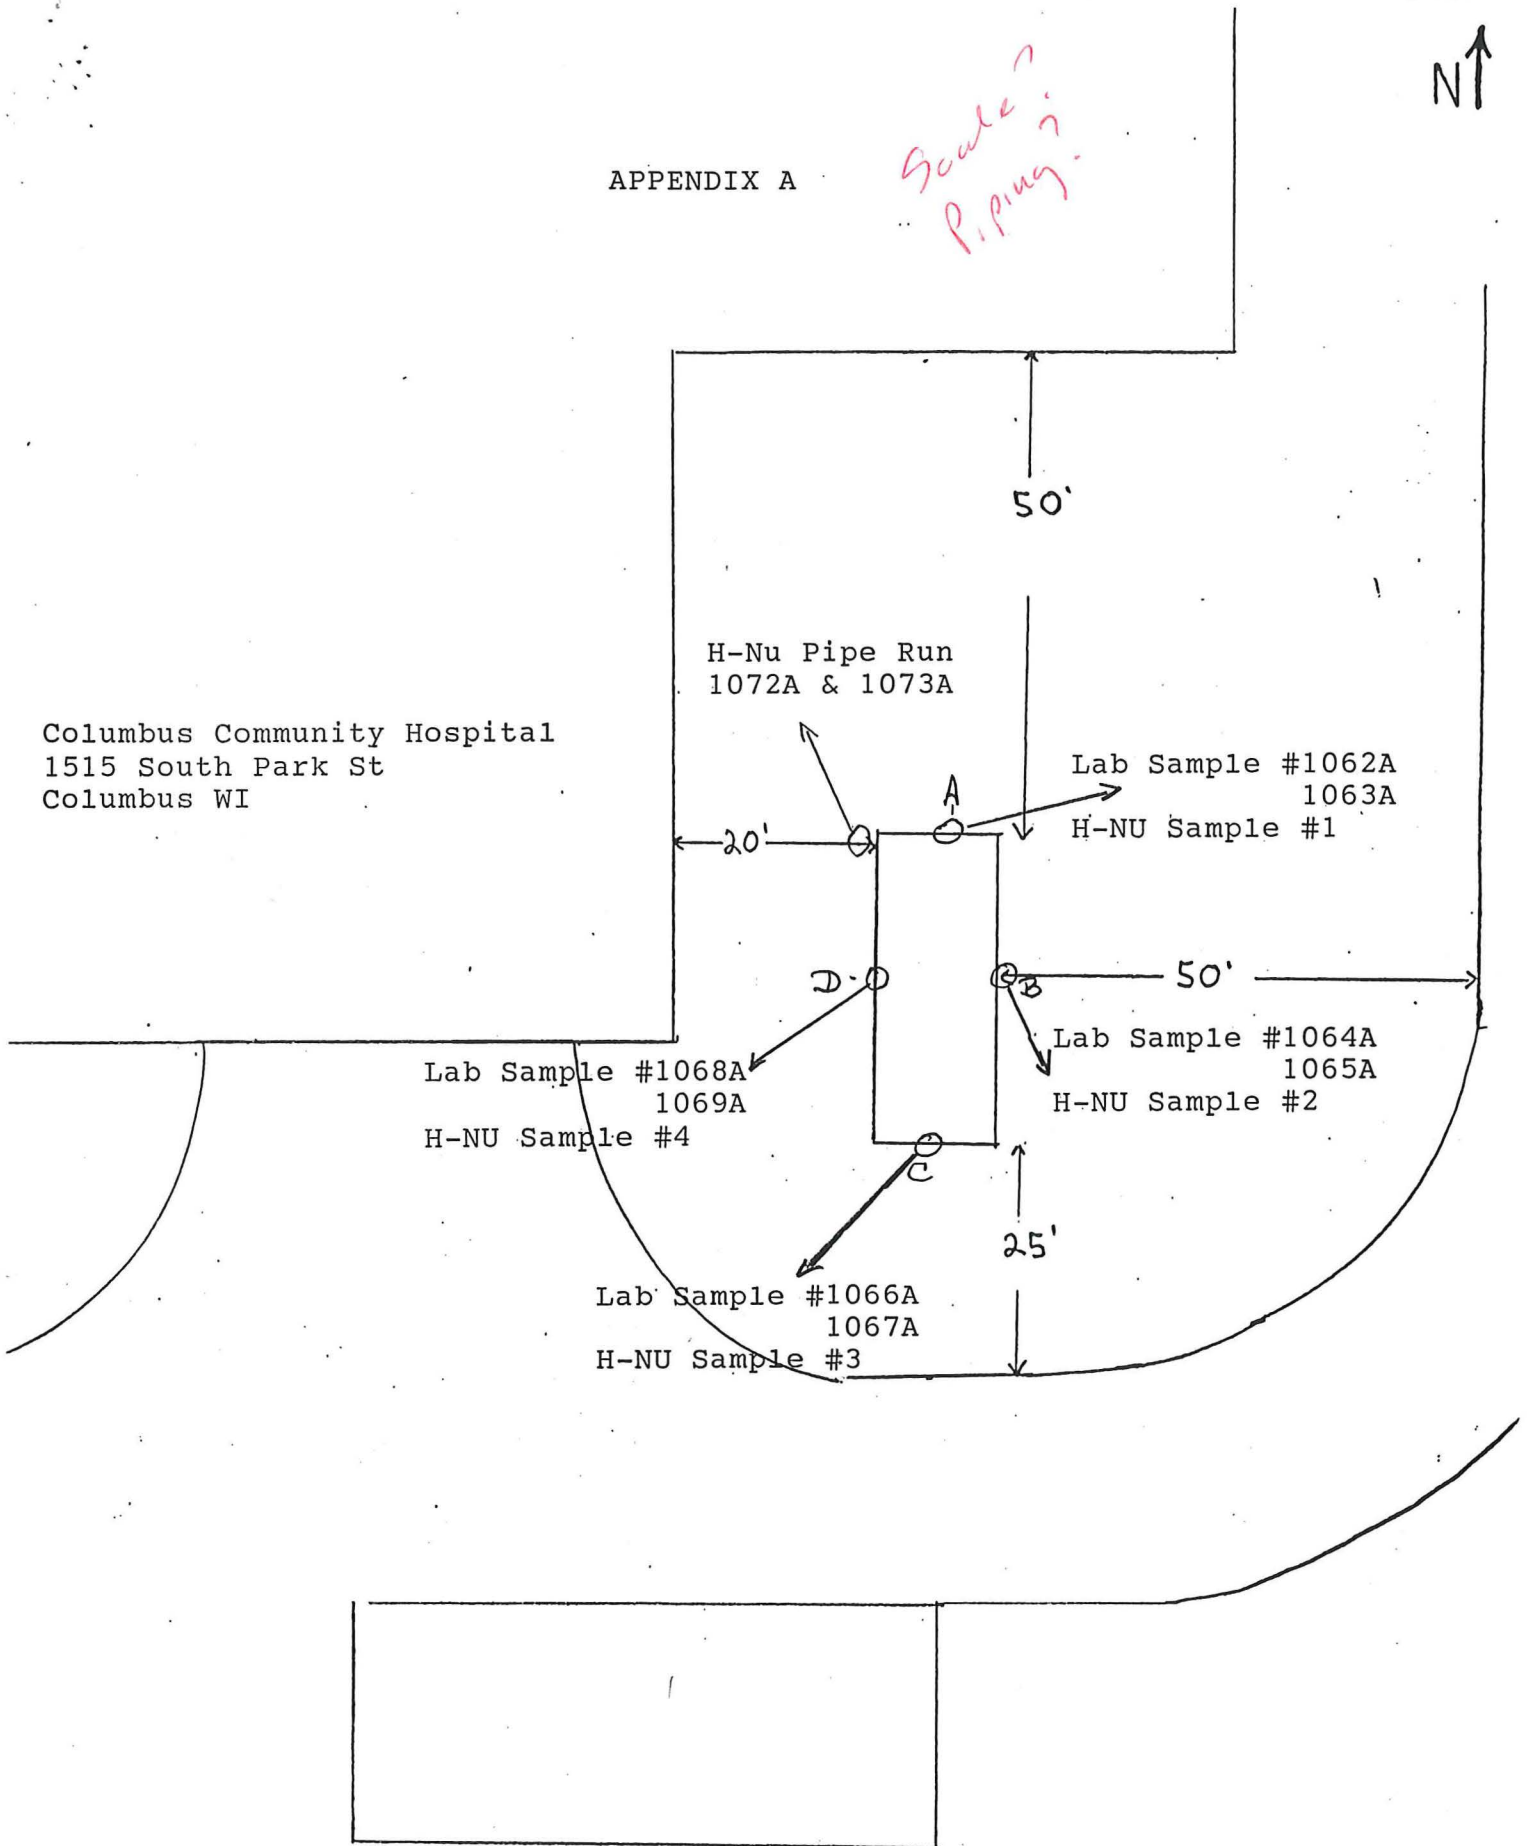 N
APPENDIX A
Scale?
Piping?
50'
H-Nu Pipe Run
1072A & 1073A
Columbus Community Hospital
1515 South Park St
Columbus WI
A
Lab Sample #1062A
1063A
H-NU Sample #1
20'
D
B
50'
Lab Sample #1064A
1065A
H-NU Sample #2
Lab Sample #1068A
1069A
H-NU Sample #4
C
25'
Lab Sample #1066A
1067A
H-NU Sample #3